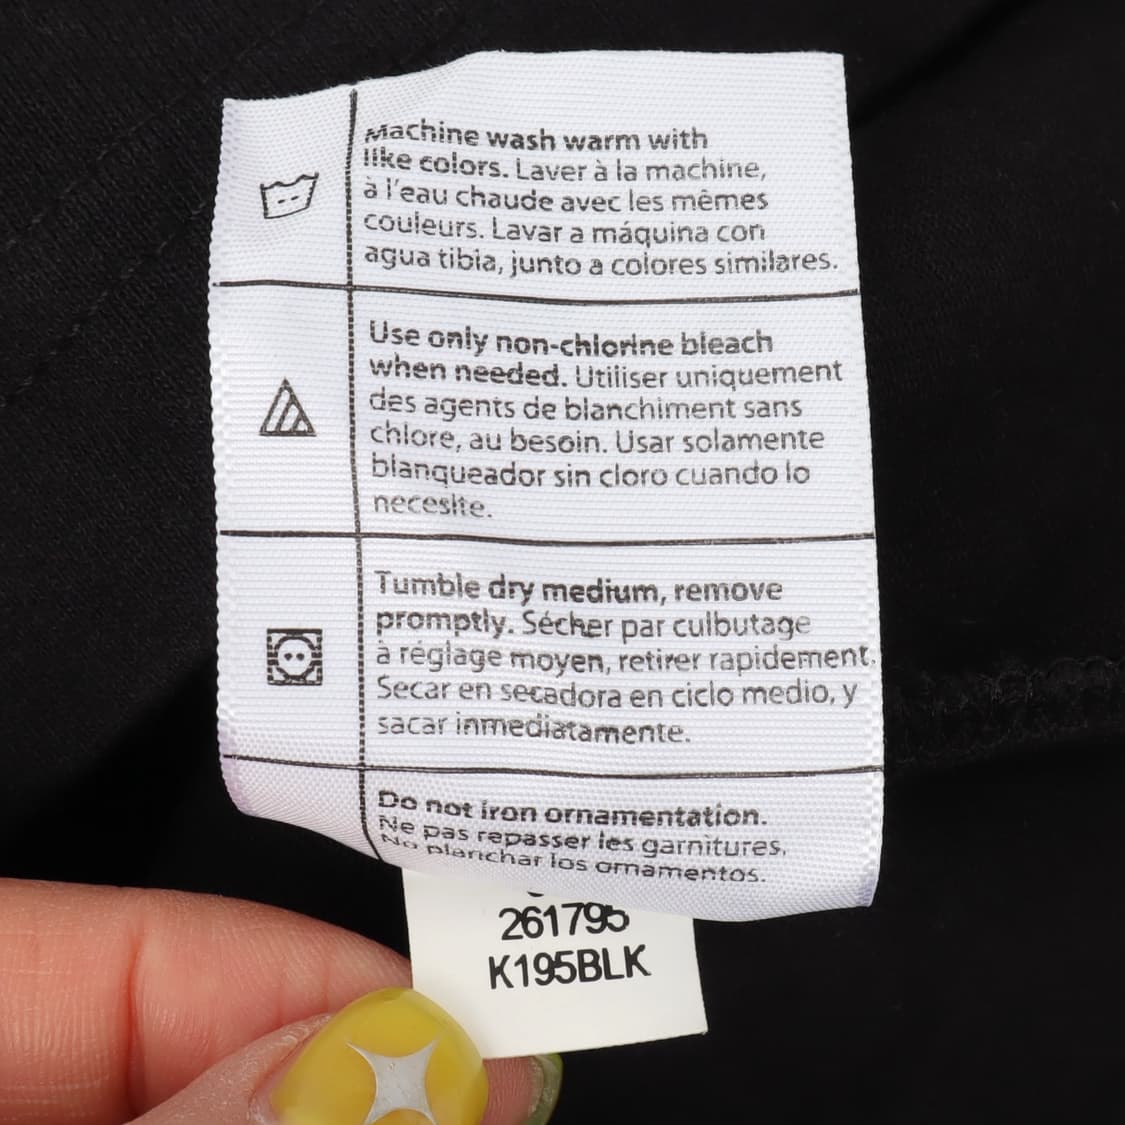 Machine wash warm with
like colors. Laver à la machine,
à l'eau chaude avec les mêmes
couleurs. Lavar a máquina con
agua tibia, junto a colores similares.
Use only non-chlorine bleach
when needed. Utiliser uniquement
des agents de blanchiment sans
chlore, au besoin. Usar solamente
blanqueador sin cloro cuando lo
necesite.
Tumble dry medium, remove
promptly. Sécher par culbutage
à réglage moyen, retirer rapidement.
Secar en secadora en ciclo medio, y
sacar inmediatamente.
Do not iron ornamentation.
Ne pas repasser les garnitures.
No planchar los ornamentos.
261795
K195BLK